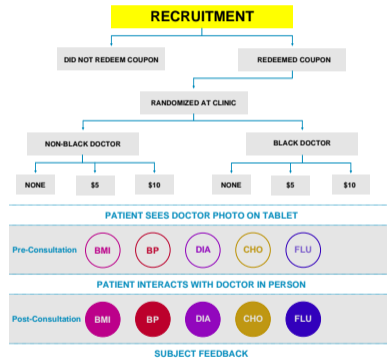 RECRUITMENT
DID NOT REDEEM COUPON
REDEEMED COUPON
RANDOMIZED AT CLINIC
NON-BLACK DOCTOR
BLACK DOCTOR
NONE
$5
$10
NONE
$5
$10
PATIENT SEES DOCTOR PHOTO ON TABLET
Pre-Consultation
BMI
BP
DIA
CHO
FLU
PATIENT INTERACTS WITH DOCTOR IN PERSON
Post-Consultation
BMI
BP
DIA
CHO
FLU
SUBJECT FEEDBACK